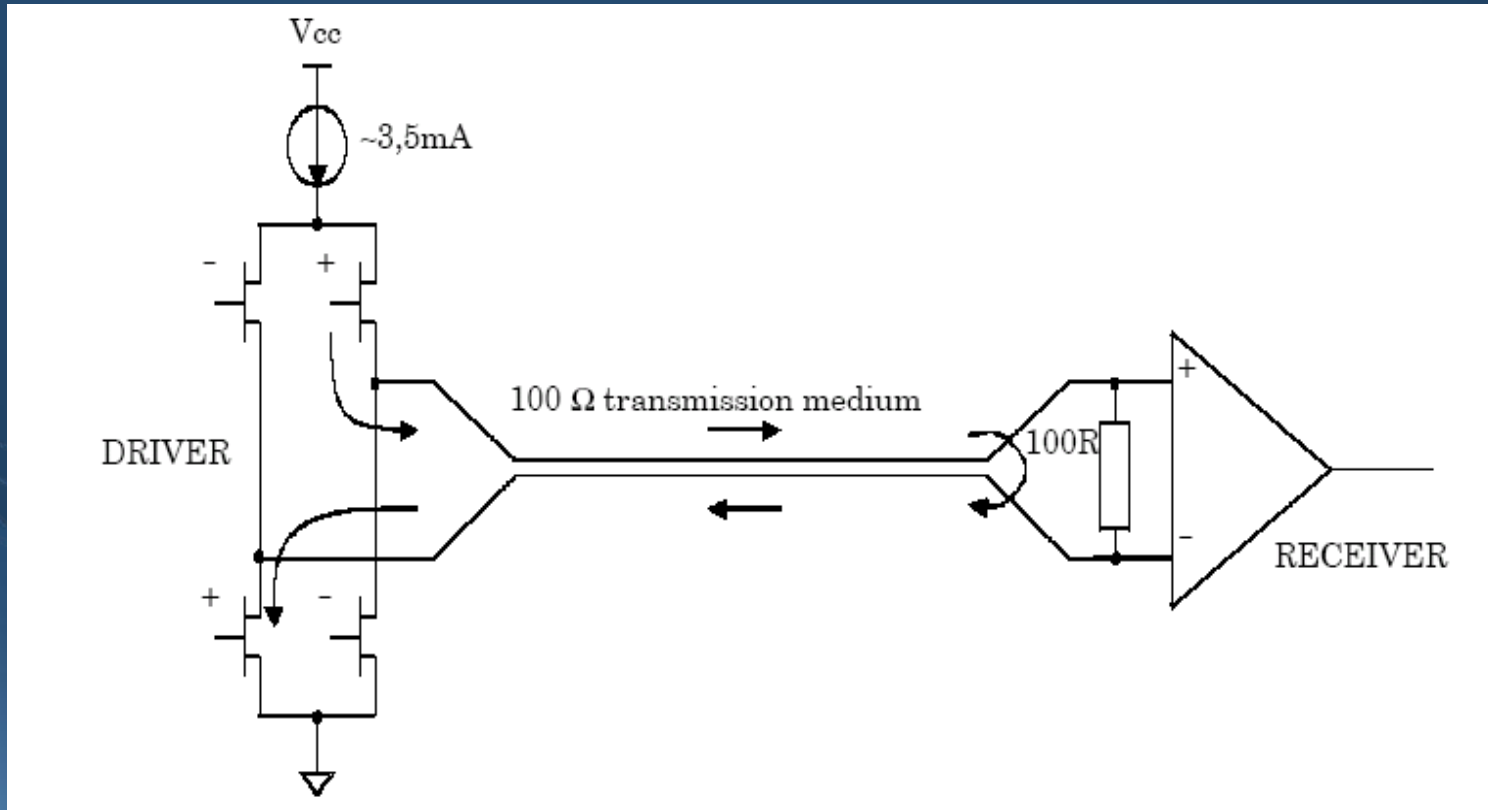 Vcc
~3,5mA
- +
100 Ω transmission medium
100R
+
DRIVER
-
RECEIVER
+ -